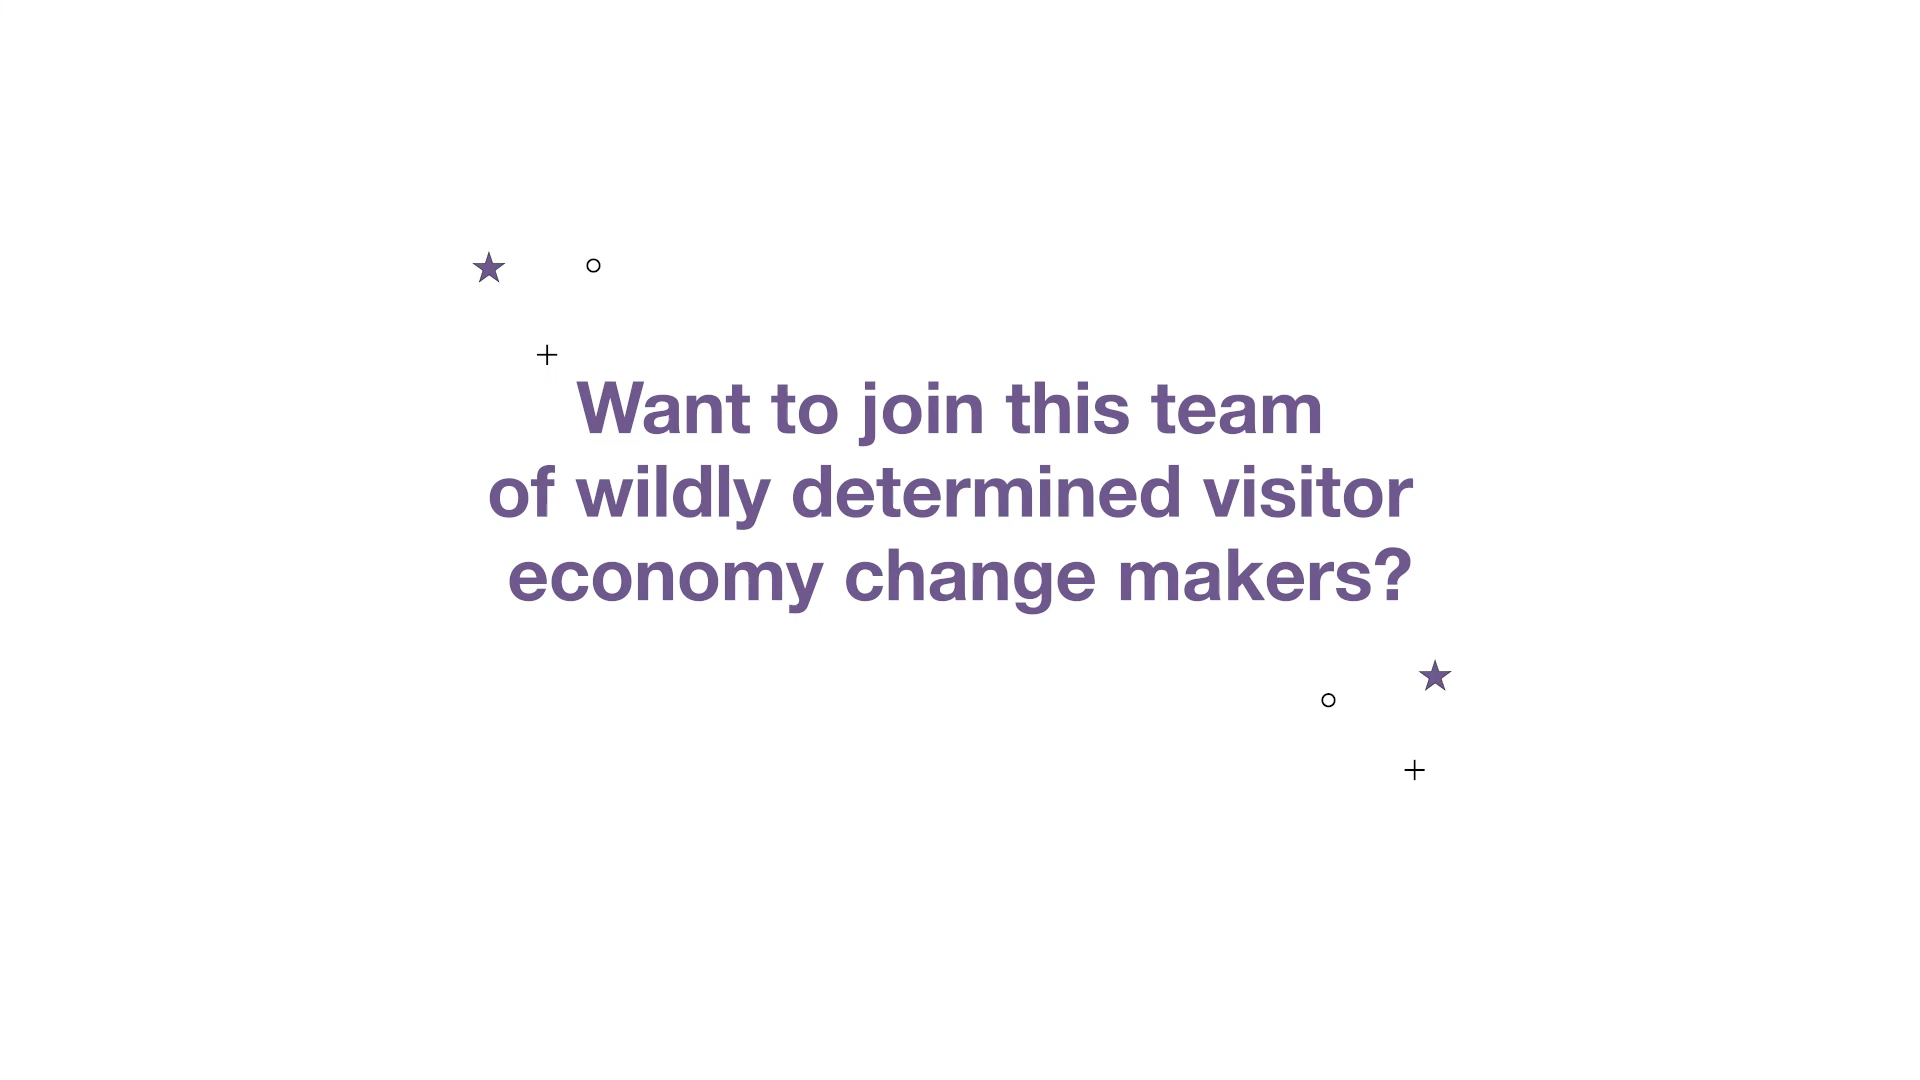 Want to join this team
of wildly determined visitor
economy change makers?